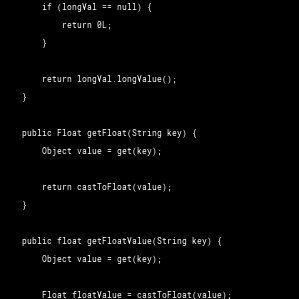 if (longVal == null) {
return 0L;
}
return longVal.longValue();
}
public Float getFloat(String key) {
Object value = get(key);
return castToFloat(value);
}
public float getFloatValue(String key) {
Object value = get(key);
Float floatValue = castToFloat(value);